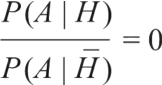 P(A | H) / P(A | H̄) = 0